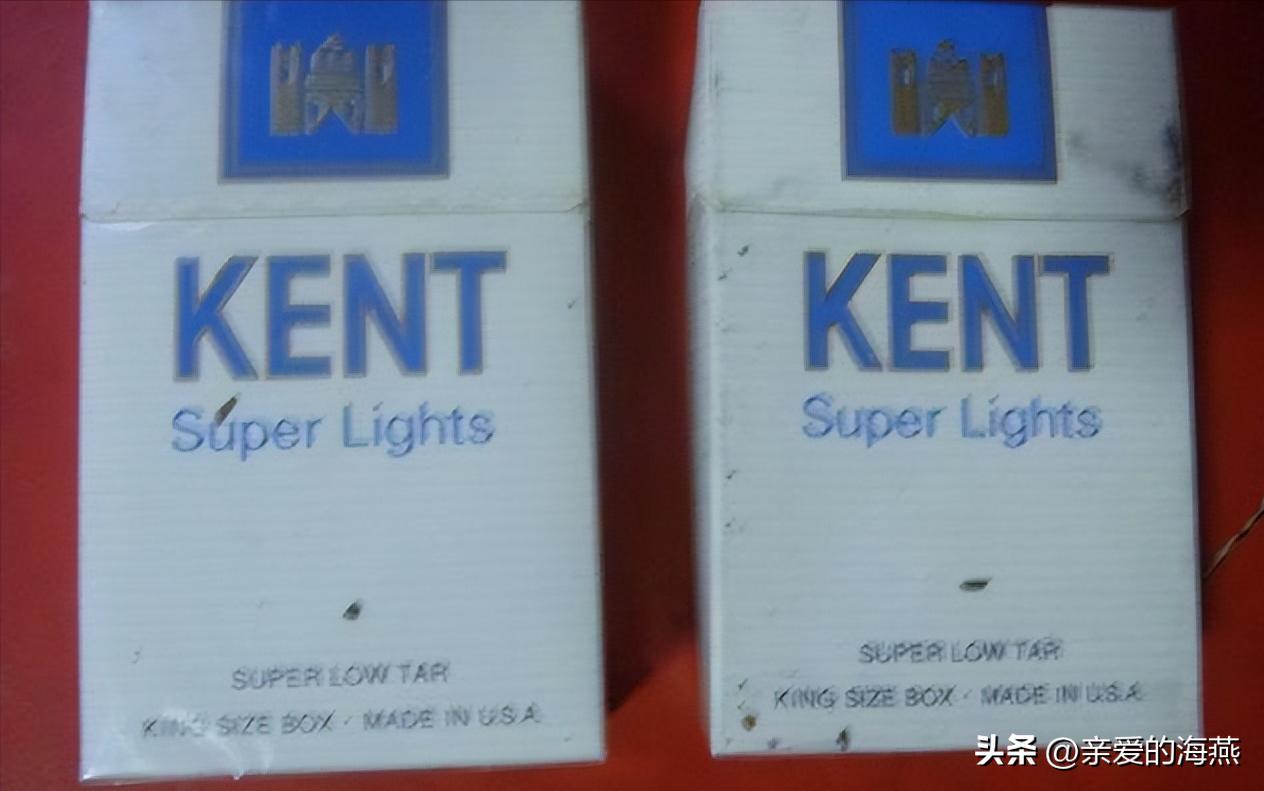 KENT
Super Lights
SUPER LOW TAR
KING SIZE BOX · MADE IN U.S.A.
KENT
Super Lights
SUPER LOW TAR
KING SIZE BOX · MADE IN U.S.A.
头条 @亲爱的海燕